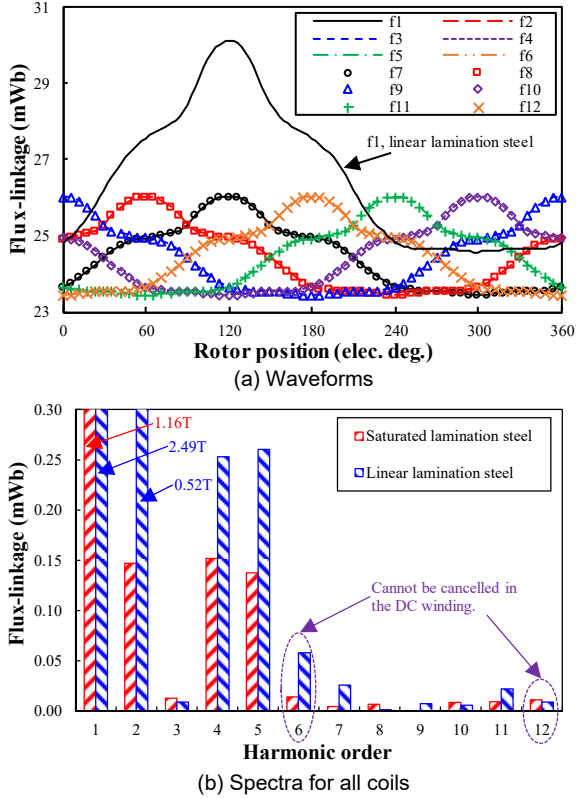 31
29
27
25
23
Flux-linkage (mWb)
f1 f2
f3 f4
f5 f6
f7 f8
f9 f10
f11 f12
f1, linear lamination steel
0 60 120 180 240 300 360
Rotor position (elec. deg.)
(a) Waveforms
0.30
0.25
0.20
0.15
0.10
0.05
0.00
Flux-linkage (mWb)
1.16T
2.49T
0.52T
Saturated lamination steel
Linear lamination steel
Cannot be cancelled in
the DC winding.
1 2 3 4 5 6 7 8 9 10 11 12
Harmonic order
(b) Spectra for all coils